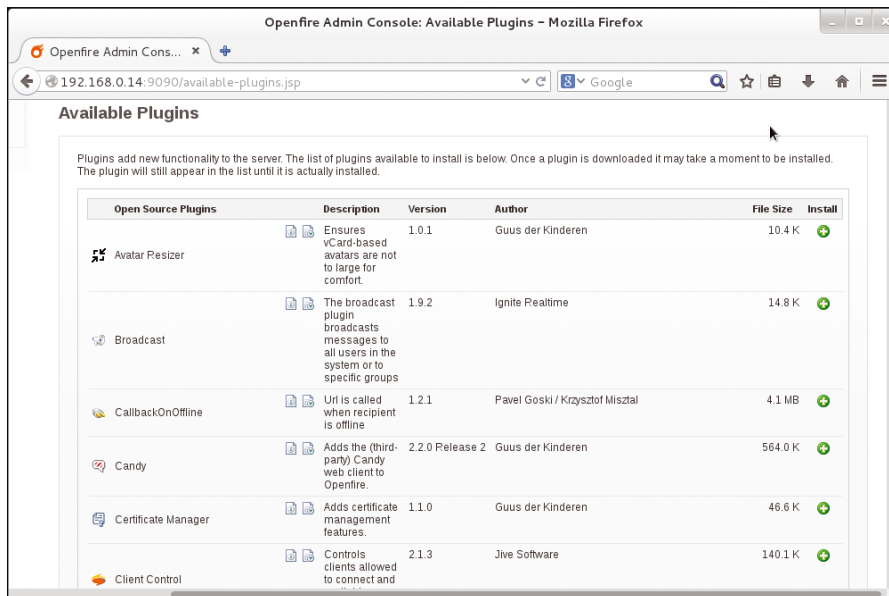 Openfire Admin Console: Available Plugins - Mozilla Firefox
Openfire Admin Cons...
192.168.0.14:9090/available-plugins.jsp
Google
Available Plugins
Plugins add new functionality to the server. The list of plugins available to install is below. Once a plugin is downloaded it may take a moment to be installed.
The plugin will still appear in the list until it is actually installed.
Open Source Plugins Description Version Author File Size Install
Avatar Resizer
Ensures 1.0.1 Guus der Kinderen 10.4 K
vCard-based
avatars are not
to large for
comfort.
Broadcast
The broadcast 1.9.2 Ignite Realtime 14.8 K
plugin
broadcasts
messages to
all users in the
system or to
specific groups
CallbackOnOffline
Url is called 1.2.1 Pavel Goski / Krzysztof Misztal 4.1 MB
when recipient
is offline
Candy
Adds the (third- 2.2.0 Release 2 Guus der Kinderen 564.0 K
party) Candy
web client to
Openfire.
Certificate Manager
Adds certificate 1.1.0 Guus der Kinderen 46.6 K
management
features.
Client Control
Controls 2.1.3 Jive Software 140.1 K
clients allowed
to connect and